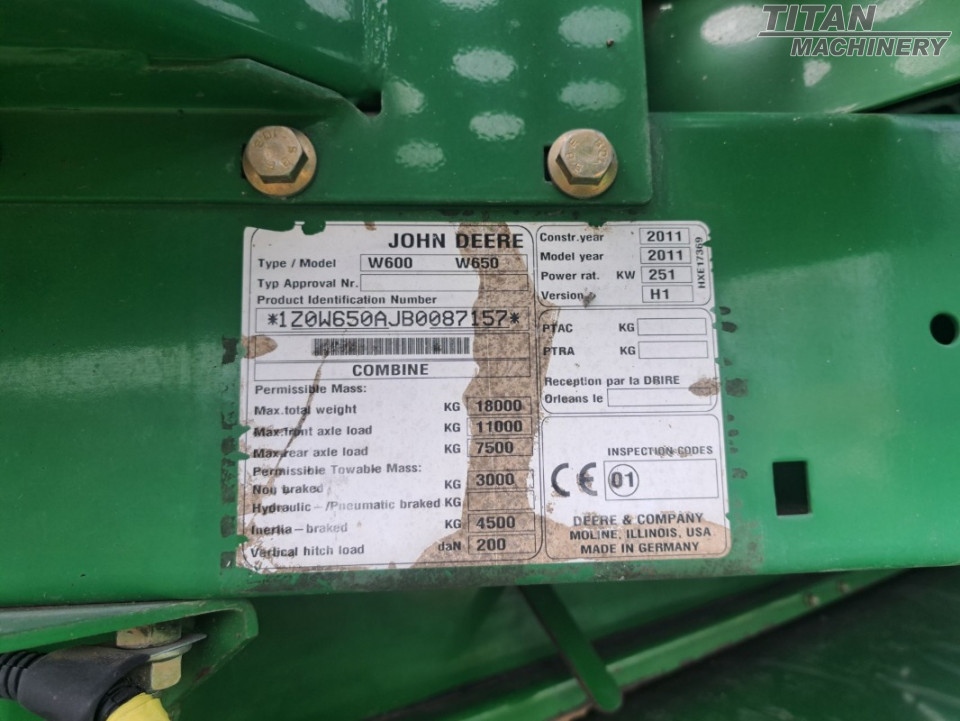 TITAN
MACHINERY
JOHN DEERE
Type / Model W600 W650
Typ Approval Nr.
Product Identification Number
*1Z0W650AJB0087157*
COMBINE
Permissible Mass:
Max.total weight KG 18000
Max.front axle load KG 11000
Max.rear axle load KG 7500
Permissible Towable Mass:
Non braked KG 3000
Hydraulic-/Pneumatic braked KG
Inertia-braked KG 4500
Vertical hitch load daN 200
Constr.year 2011
Model year 2011
Power rat. KW 251
Version H1
HXE17369
PTAC KG
PTRA KG
Reception par la DRIRE
Orleans le
INSPECTION-CODES
CE 01
DEERE & COMPANY
MOLINE, ILLINOIS, USA
MADE IN GERMANY